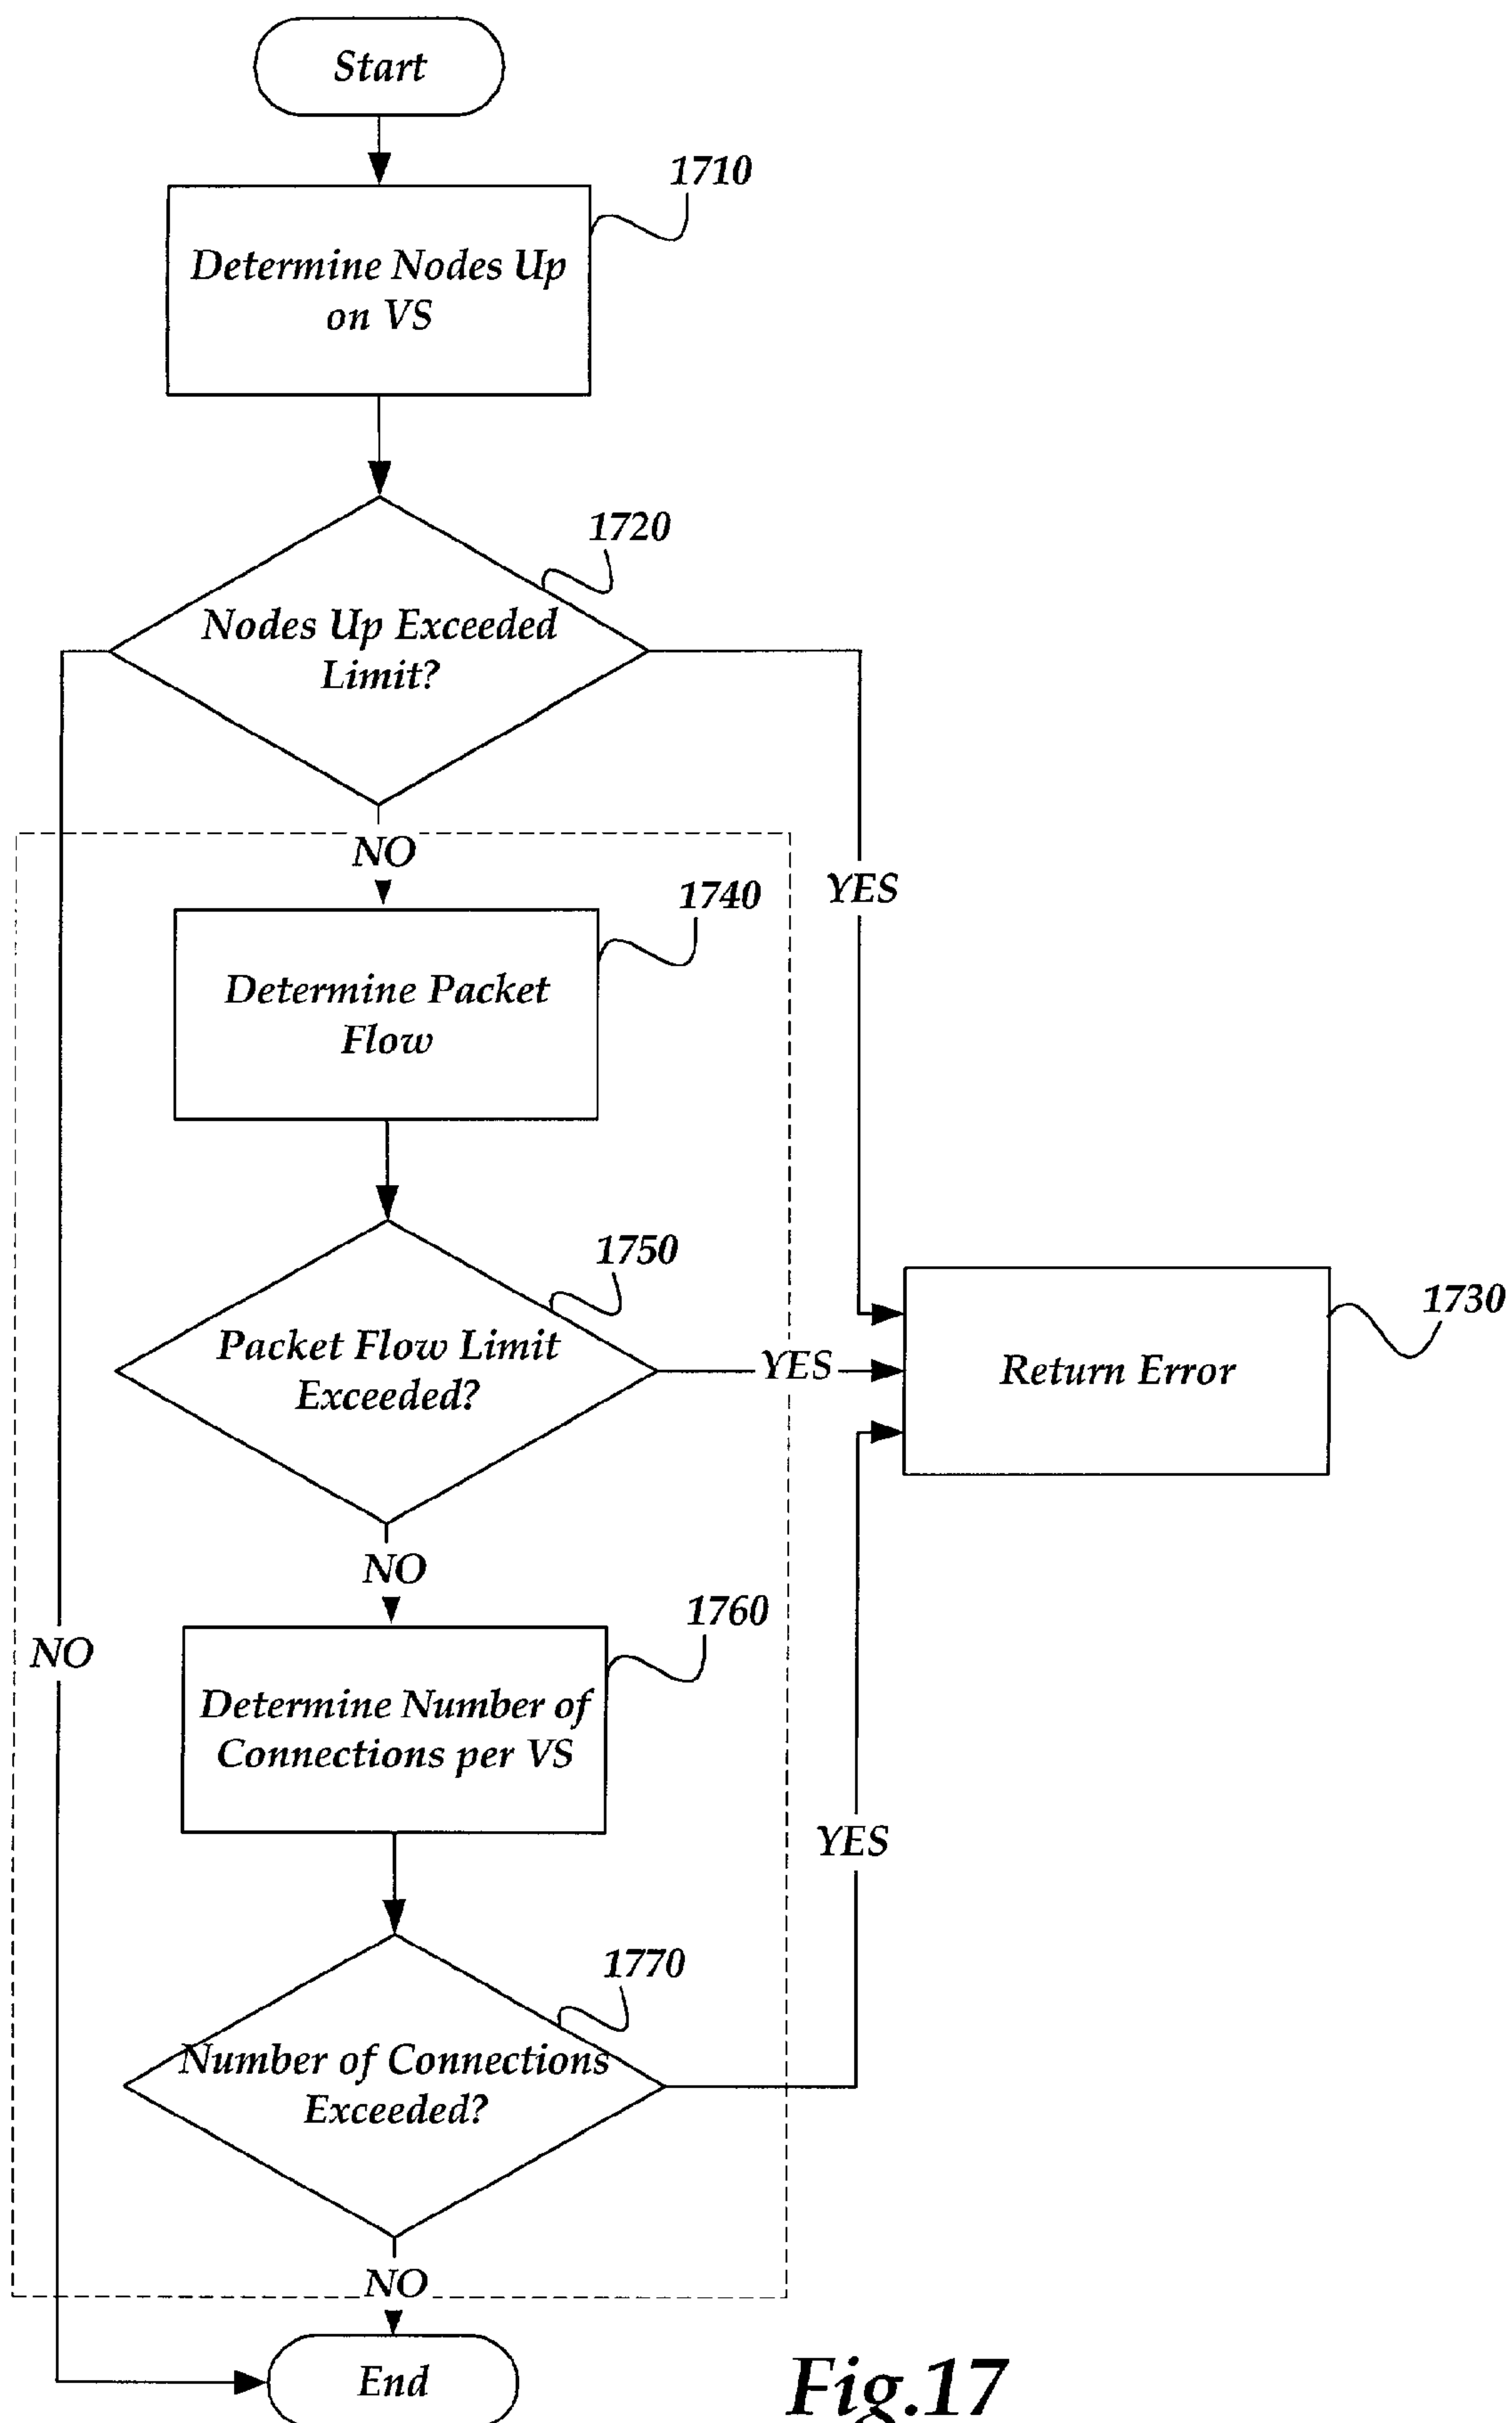 Start
1710
Determine Nodes Up
on VS
1720
Nodes Up Exceeded
Limit?
NO
YES
1740
Determine Packet
Flow
1750
Packet Flow Limit
Exceeded?
YES
1730
Return Error
NO
1760
NO
Determine Number of
Connections per VS
YES
1770
Number of Connections
Exceeded?
NO
End
Fig.17